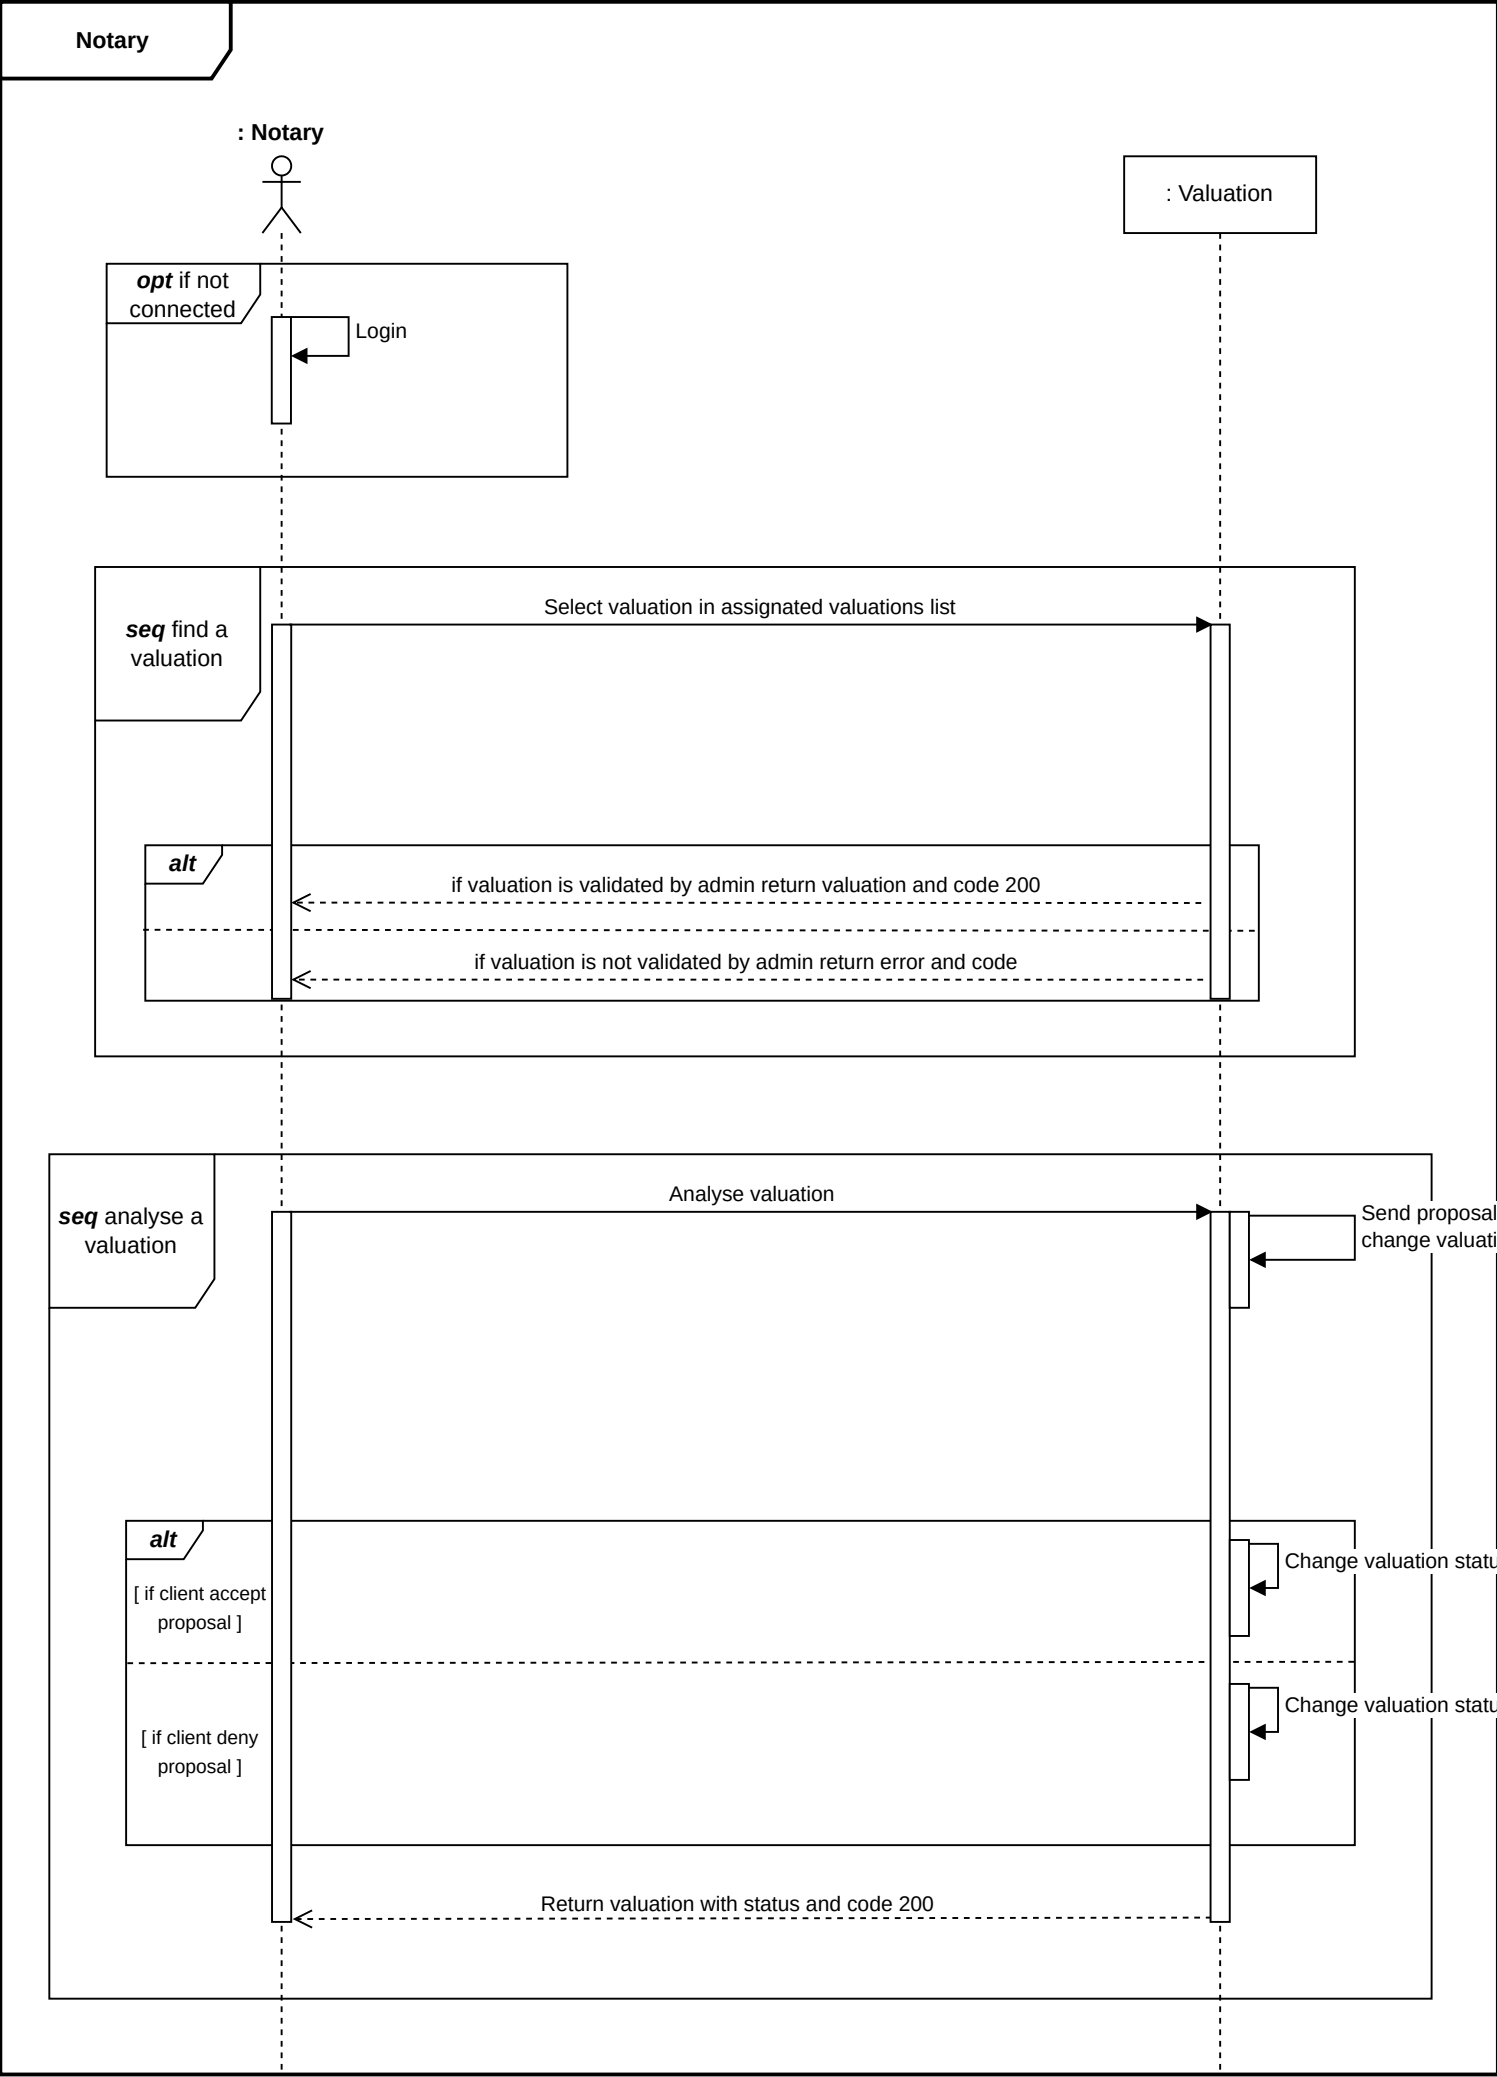 Notary
: Notary
: Valuation
opt if not
connected
Login
Select valuation in assignated valuations list
seq find a
valuation
alt
if valuation is validated by admin return valuation and code 200
if valuation is not validated by admin return error and code
Analyse valuation
seq analyse a
valuation
Send proposal
change
alt
Change valuation
[ if client accept
proposal ]
Change valuation
[ if client deny
proposal ]
Return valuation with status and code 200